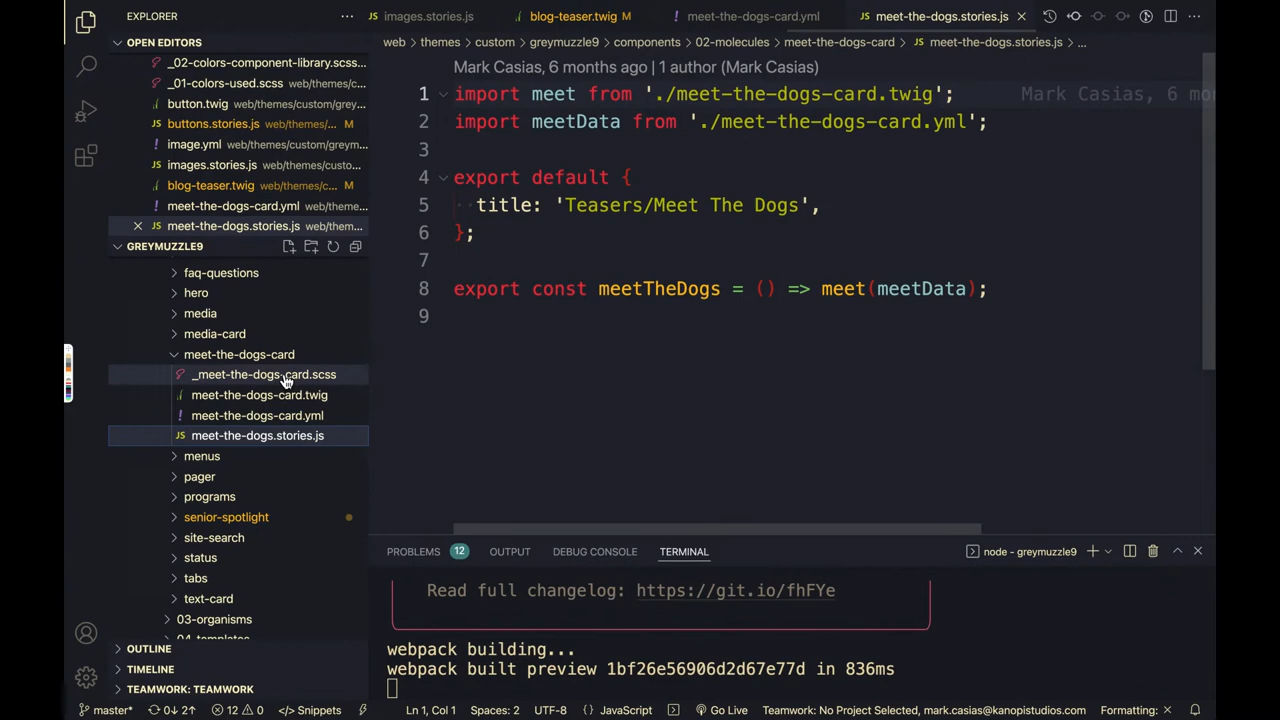 EXPLORER
images.stories.js
blog-teaser.twig M
meet-the-dogs-card.yml
meet-the-dogs.stories.js
OPEN EDITORS
web > themes > custom > greymuzzle9 > components > 02-molecules > meet-the-dogs-card > meet-the-dogs.stories.js > ...
_02-colors-component-library.scss...
_01-colors-used.scss web/themes/...
button.twig web/themes/custom/grey...
buttons.stories.js web/themes/... M
image.yml web/themes/custom/greym...
images.stories.js web/themes/custo...
blog-teaser.twig web/themes/c... M
meet-the-dogs-card.yml web/theme...
meet-the-dogs.stories.js web/them...
GREYMUZZLE9
faq-questions
hero
media
media-card
meet-the-dogs-card
_meet-the-dogs-card.scss
meet-the-dogs-card.twig
meet-the-dogs-card.yml
meet-the-dogs.stories.js
menus
pager
programs
senior-spotlight
site-search
status
tabs
text-card
03-organisms
04-templates
OUTLINE
TIMELINE
TEAMWORK: TEAMWORK
Mark Casias, 6 months ago | 1 author (Mark Casias)
1 import meet from './meet-the-dogs-card.twig'; Mark Casias, 6 mo
2 import meetData from './meet-the-dogs-card.yml';
3
4 export default {
5 title: 'Teasers/Meet The Dogs',
6 };
7
8 export const meetTheDogs = () => meet(meetData);
9
PROBLEMS 12 OUTPUT DEBUG CONSOLE TERMINAL node - greymuzzle9
Read full changelog: https://git.io/fhFYe
webpack building...
webpack built preview 1bf26e56906d2d67e77d in 836ms
master* 0↓ 2↑ 12 0 </> Snippets Ln 1, Col 1 Spaces: 2 UTF-8 {} JavaScript Go Live Teamwork: No Project Selected, mark.casias@kanopistudios.com Formatting: ×